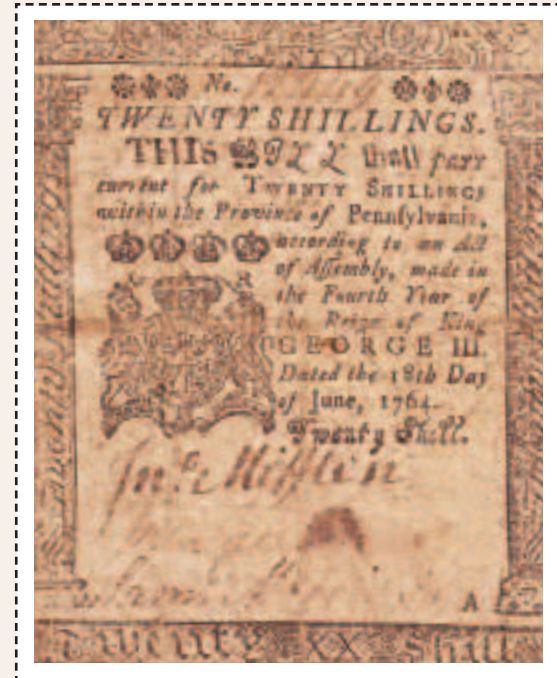 No.
TWENTY SHILLINGS.
THIS BILL ſhall paſs
current for TWENTY SHILLINGS
within the Province of Pennſylvania,
according to an Act
of Aſſembly, made in
the Fourth Year of
the Reign of King
GEORGE III.
Dated the 18th Day
of June, 1764.
Twenty Shill.
Jnº Mifflin
A
Twenty XX Shill
Twenty Shillings